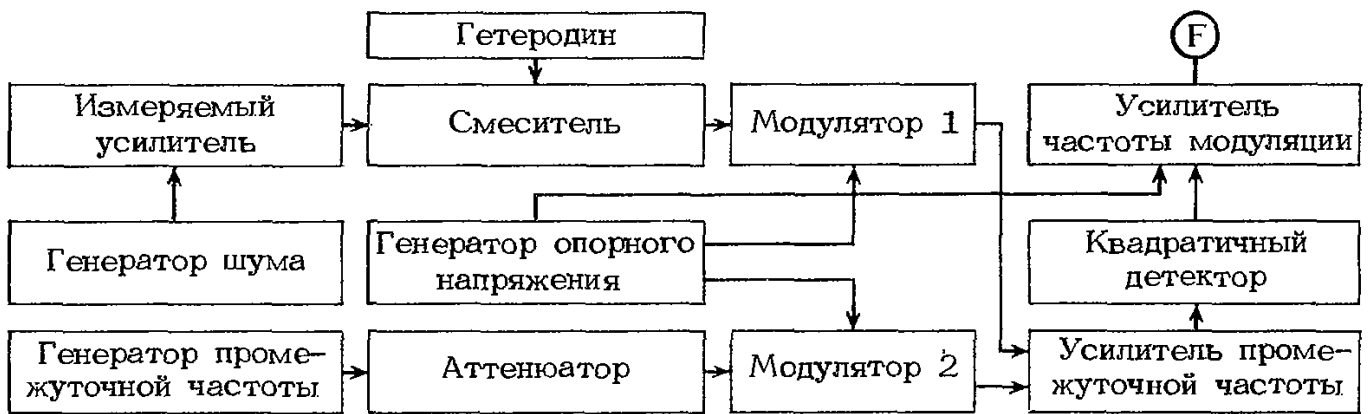 Гетеродин
F
Измеряемый
усилитель
Смеситель
Модулятор 1
Усилитель
частоты модуляции
Генератор шума
Генератор опорного
напряжения
Квадратичный
детектор
Генератор проме-
жуточной частоты
Аттенюатор
Модулятор 2
Усилитель проме-
жуточной частоты